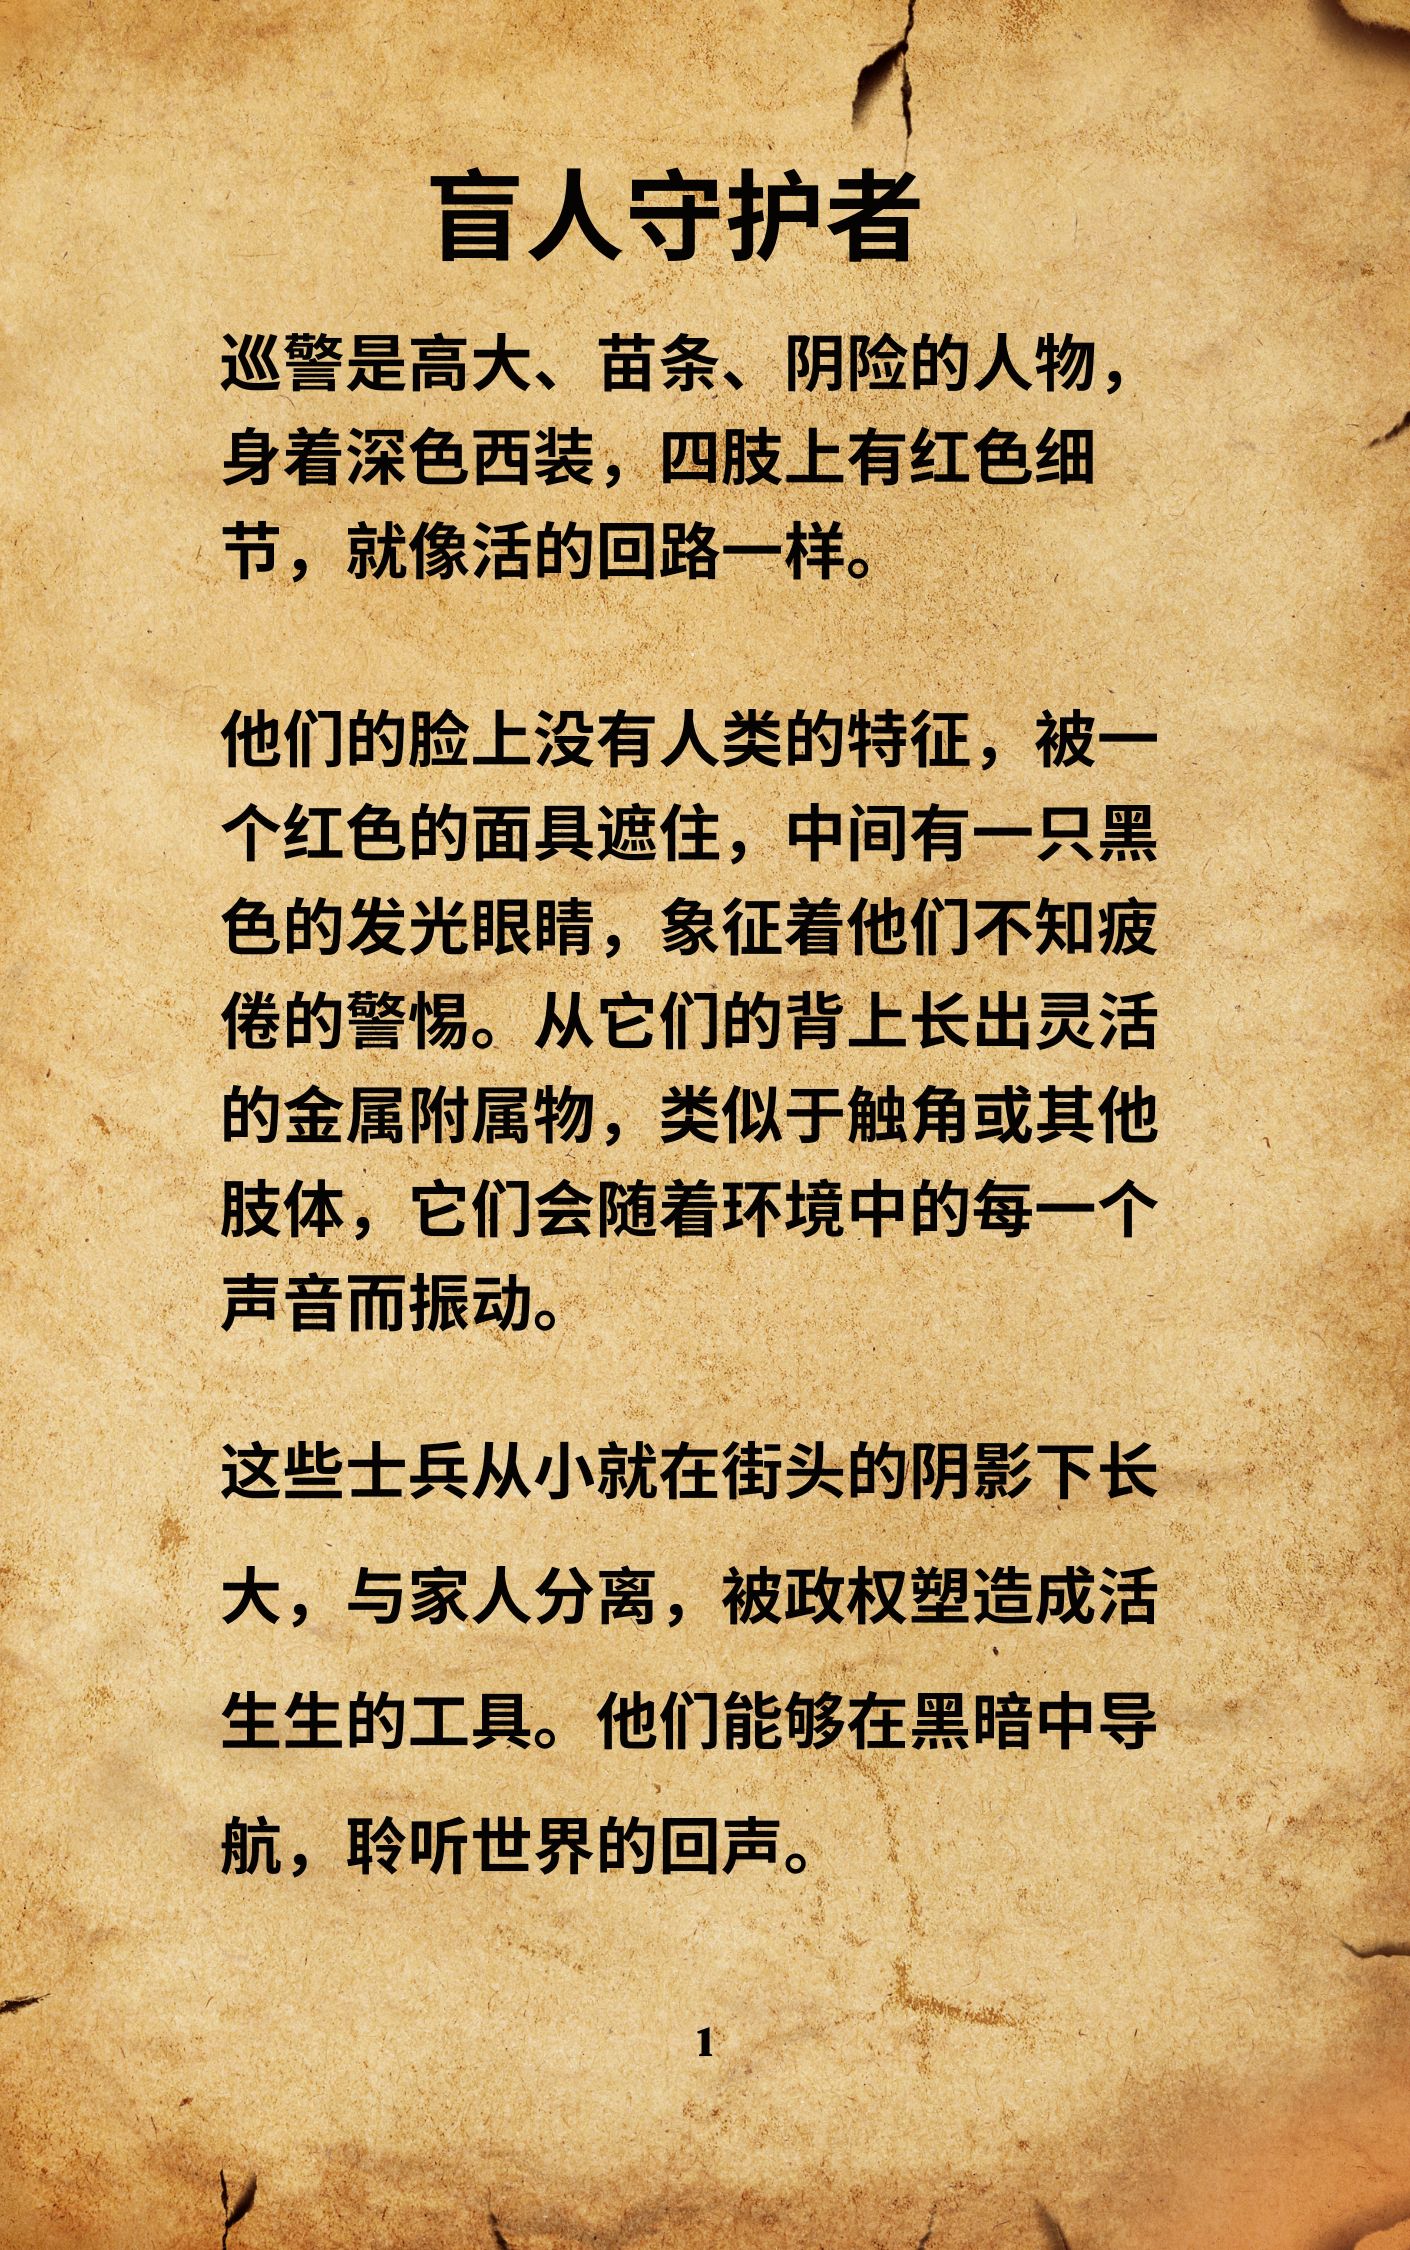 盲人守护者
巡警是高大、苗条、阴险的人物，
身着深色西装，四肢上有红色细
节，就像活的回路一样。
他们的脸上没有人类的特征，被一
个红色的面具遮住，中间有一只黑
色的发光眼睛，象征着他们不知疲
倦的警惕。从它们的背上长出灵活
的金属附属物，类似于触角或其他
肢体，它们会随着环境中的每一个
声音而振动。
这些士兵从小就在街头的阴影下长
大，与家人分离，被政权塑造成活
生生的工具。他们能够在黑暗中导
航，聆听世界的回声。
1